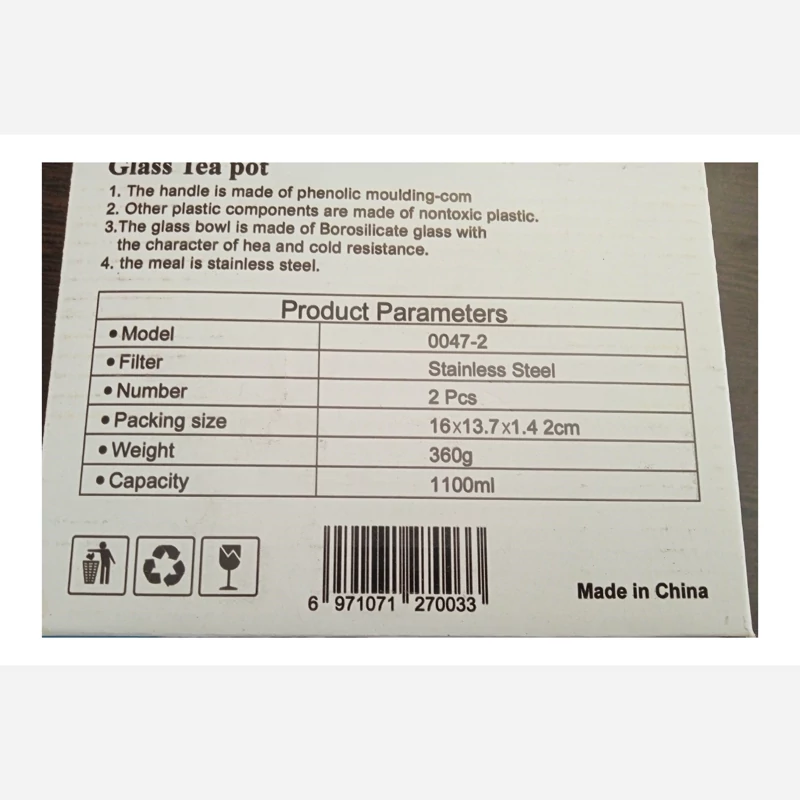 Glass Tea pot
1. The handle is made of phenolic moulding-com
2. Other plastic components are made of nontoxic plastic.
3.The glass bowl is made of Borosilicate glass with
the character of hea and cold resistance.
4. the meal is stainless steel.
Product Parameters
• Model 0047-2
• Filter Stainless Steel
• Number 2 Pcs
• Packing size 16x13.7x1.4 2cm
• Weight 360g
• Capacity 1100ml
6 971071 270033
Made in China